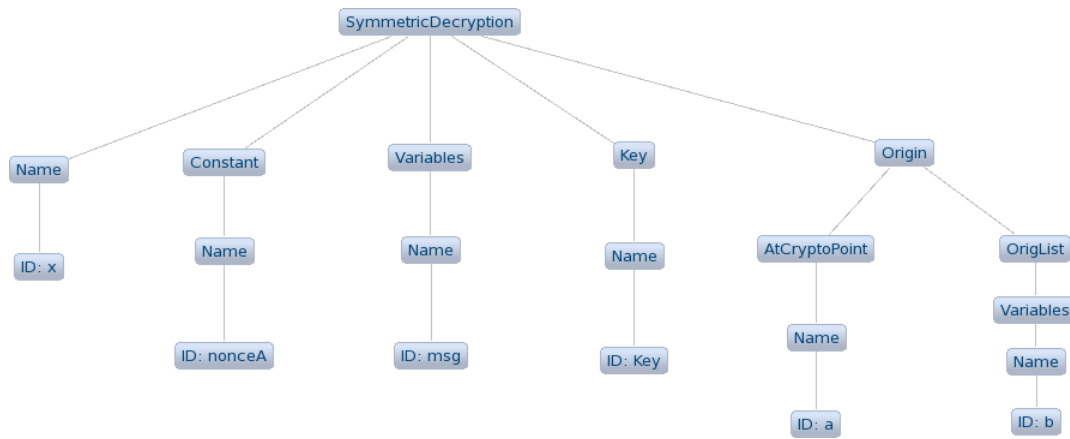 SymmetricDecryption
Name
Constant
Variables
Key
Origin
Name
Name
Name
AtCryptoPoint
OrigList
ID: x
Variables
ID: nonceA
ID: msg
ID: Key
Name
Name
ID: a
ID: b